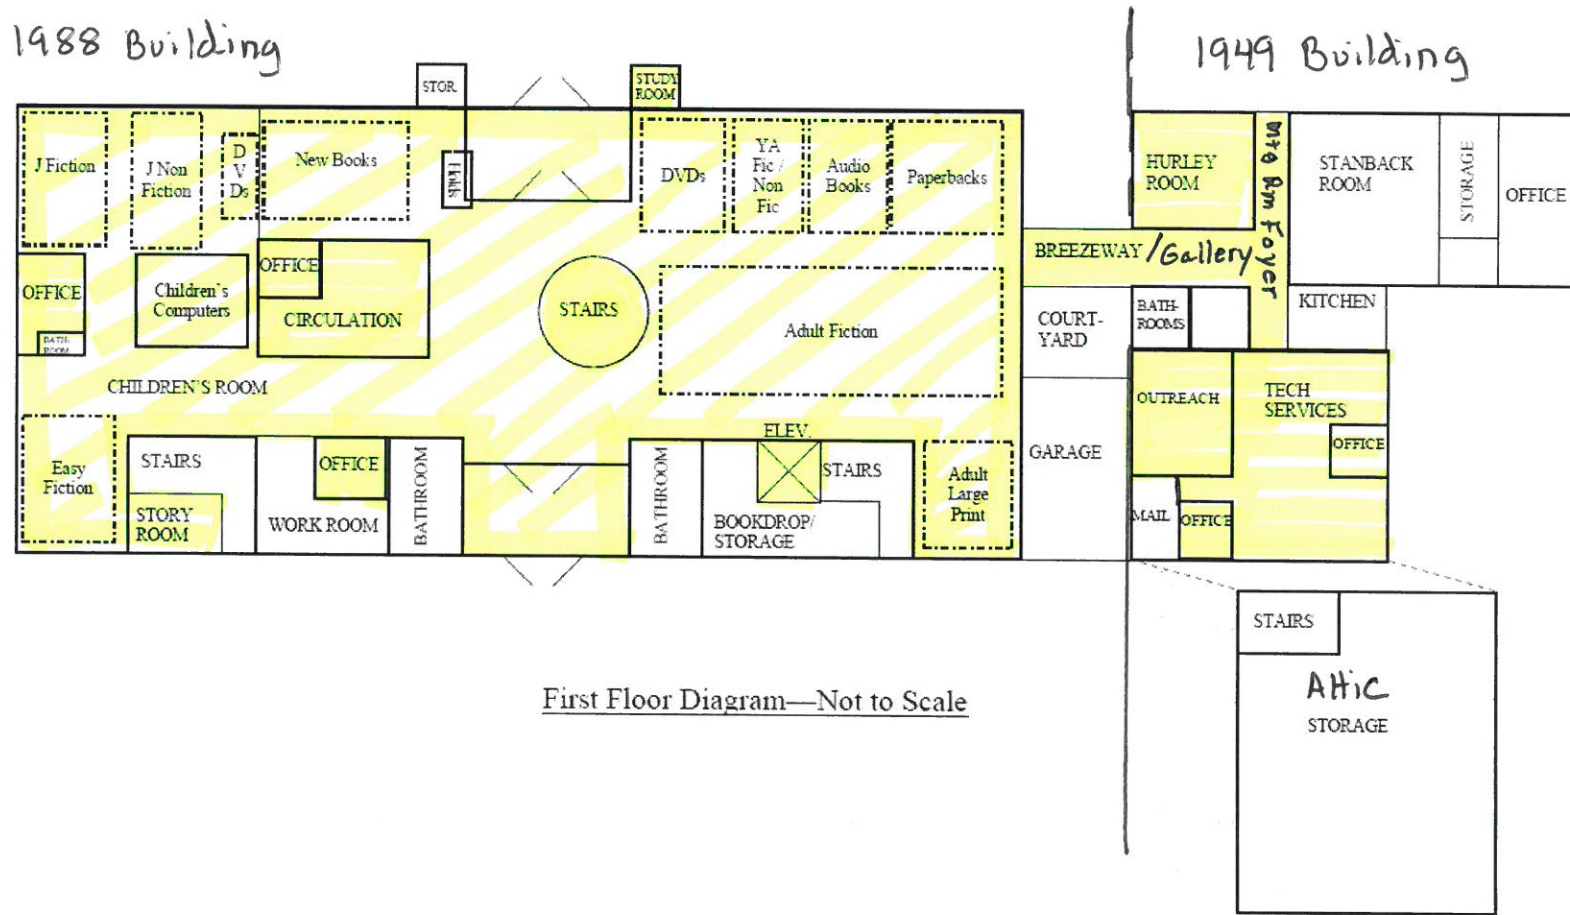 1988 Building
1949 Building
STOR.
STUDY
ROOM
J Fiction
J Non
Fiction
D
V
Ds
New Books
Holds
DVDs
YA
Fic /
Non
Fic
Audio
Books
Paperbacks
HURLEY
ROOM
Mtg Rm Foyer
STANBACK
ROOM
STORAGE
OFFICE
BREEZEWAY /Gallery
OFFICE
BATH-
ROOM
Children's
Computers
OFFICE
CIRCULATION
STAIRS
Adult Fiction
COURT-
YARD
BATH-
ROOMS
KITCHEN
CHILDREN'S ROOM
OUTREACH
TECH
SERVICES
OFFICE
Easy
Fiction
STAIRS
STORY
ROOM
OFFICE
WORK ROOM
BATHROOM
BATHROOM
ELEV.
STAIRS
BOOKDROP/
STORAGE
Adult
Large
Print
GARAGE
MAIL
OFFICE
STAIRS
Attic
STORAGE
First Floor Diagram—Not to Scale